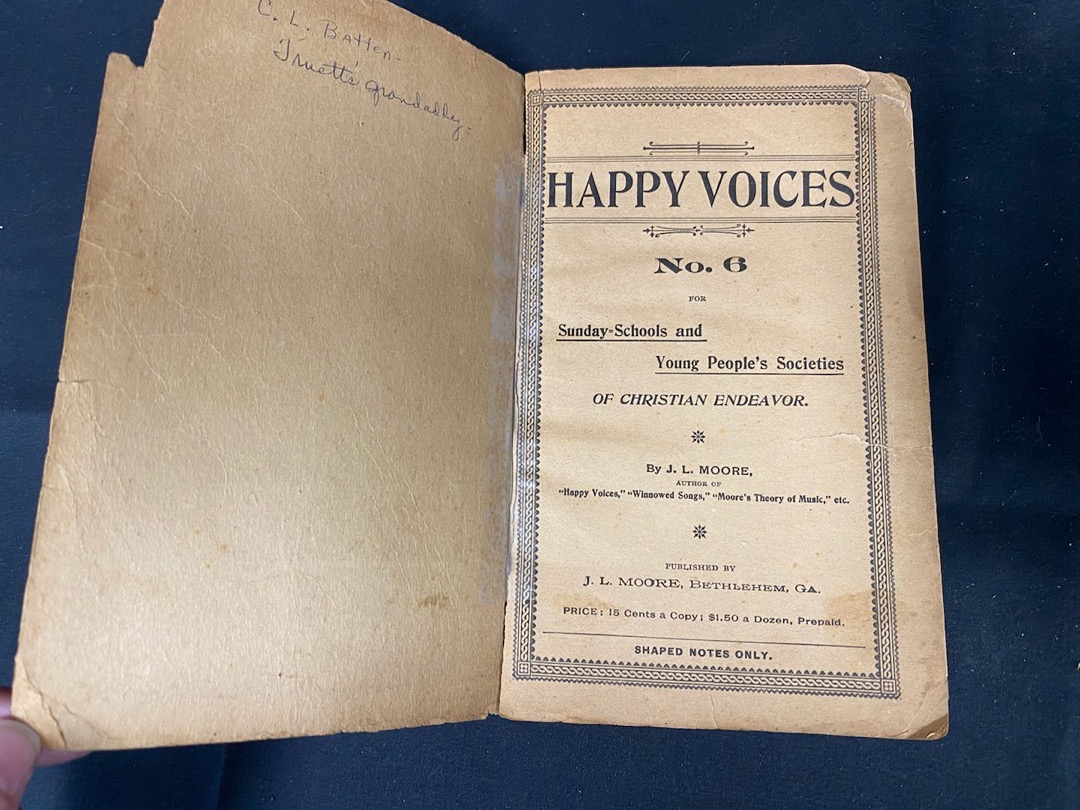 C. L. Batten-
Truett's grandaddy-
HAPPY VOICES
No. 6
FOR
Sunday-Schools and
Young People's Societies
OF CHRISTIAN ENDEAVOR.
By J. L. MOORE,
AUTHOR OF
"Happy Voices," "Winnowed Songs," "Moore's Theory of Music," etc.
PUBLISHED BY
J. L. MOORE, BETHLEHEM, GA.
PRICE: 15 Cents a Copy; $1.50 a Dozen, Prepaid.
SHAPED NOTES ONLY.